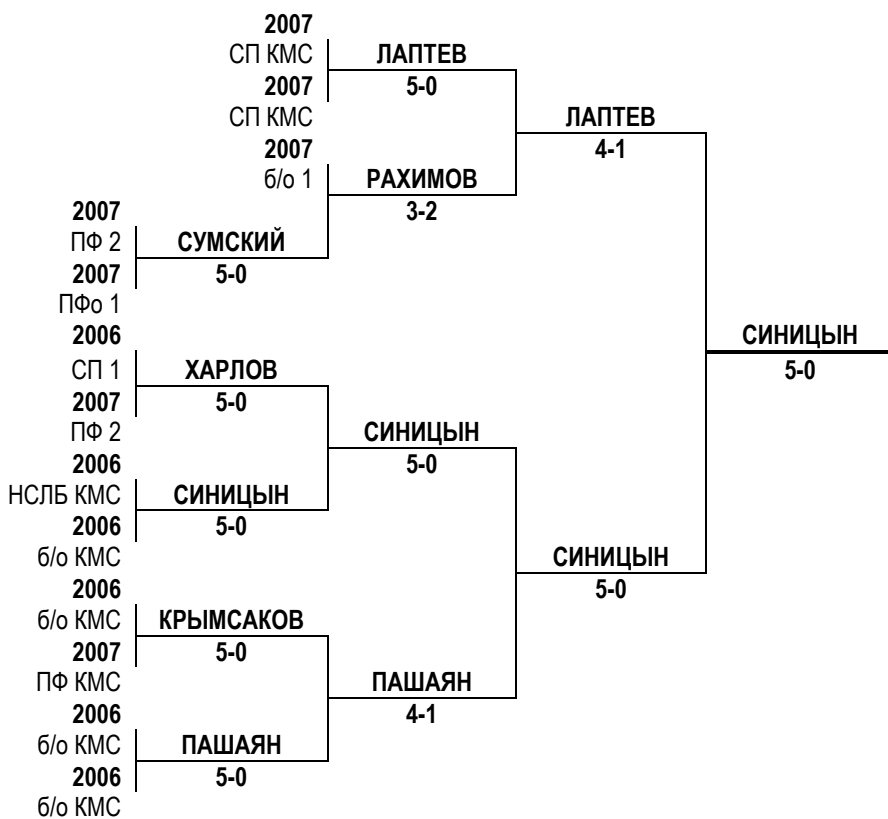 2007
СП КМС
ЛАПТЕВ
2007
5-0
СП КМС
ЛАПТЕВ
2007
4-1
б/о 1
РАХИМОВ
2007
3-2
ПФ 2
СУМСКИЙ
2007
5-0
ПФо 1
2006
СИНИЦЫН
СП 1
ХАРЛОВ
5-0
2007
5-0
ПФ 2
СИНИЦЫН
2006
5-0
НСЛБ КМС
СИНИЦЫН
2006
5-0
б/о КМС
СИНИЦЫН
2006
5-0
б/о КМС
КРЫМСАКОВ
2007
5-0
ПФ КМС
ПАШАЯН
2006
4-1
б/о КМС
ПАШАЯН
2006
5-0
б/о КМС